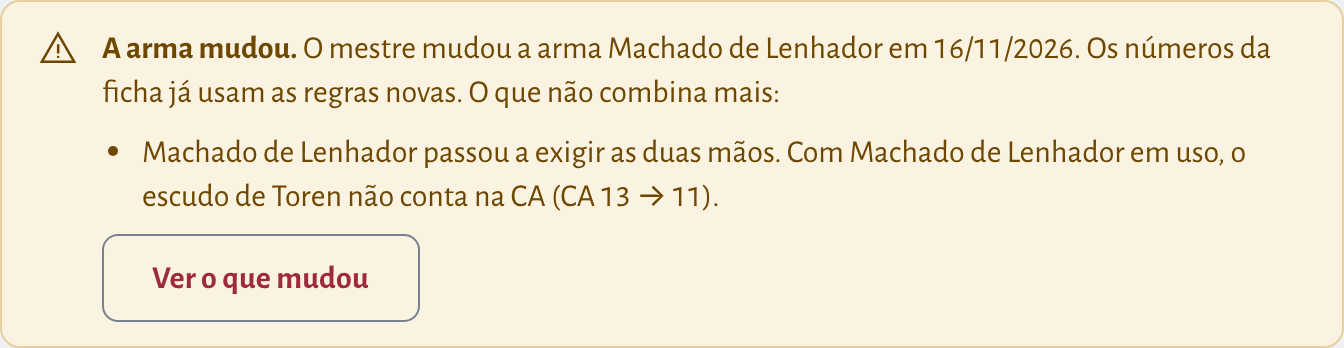 A arma mudou. O mestre mudou a arma Machado de Lenhador em 16/11/2026. Os números da
ficha já usam as regras novas. O que não combina mais:
• Machado de Lenhador passou a exigir as duas mãos. Com Machado de Lenhador em uso, o
escudo de Toren não conta na CA (CA 13 → 11).
Ver o que mudou